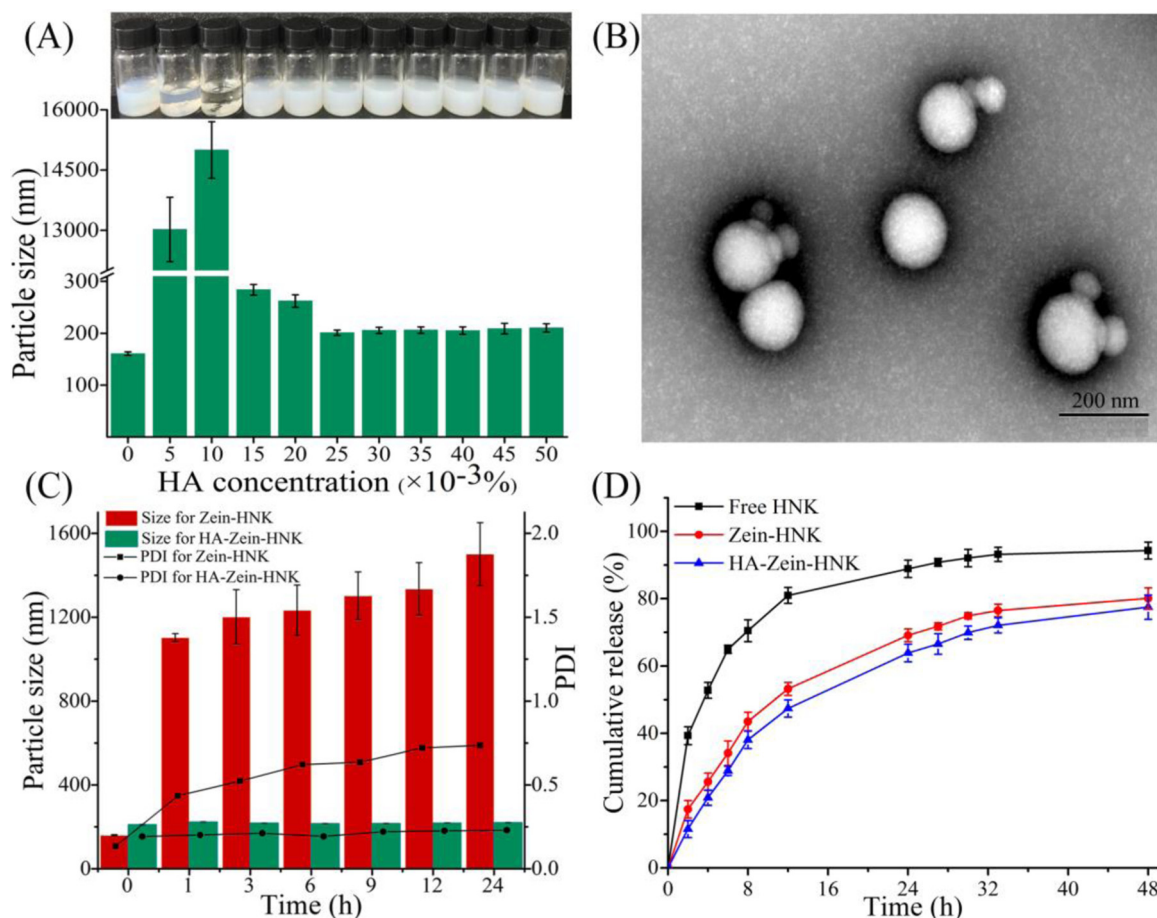 (A)
16000
14500
13000
300
200
100
Particle size (nm)
0 5 10 15 20 25 30 35 40 45 50
HA concentration (×10-3%)
(B)
200 nm
(C)
Size for Zein-HNK
Size for HA-Zein-HNK
PDI for Zein-HNK
PDI for HA-Zein-HNK
1600
1200
800
400
0
Particle size (nm)
2.0
1.5
1.0
0.5
0.0
PDI
0 1 3 6 9 12 24
Time (h)
(D)
Free HNK
Zein-HNK
HA-Zein-HNK
100
80
60
40
20
0
Cumulative release (%)
0 8 16 24 32 40 48
Time (h)